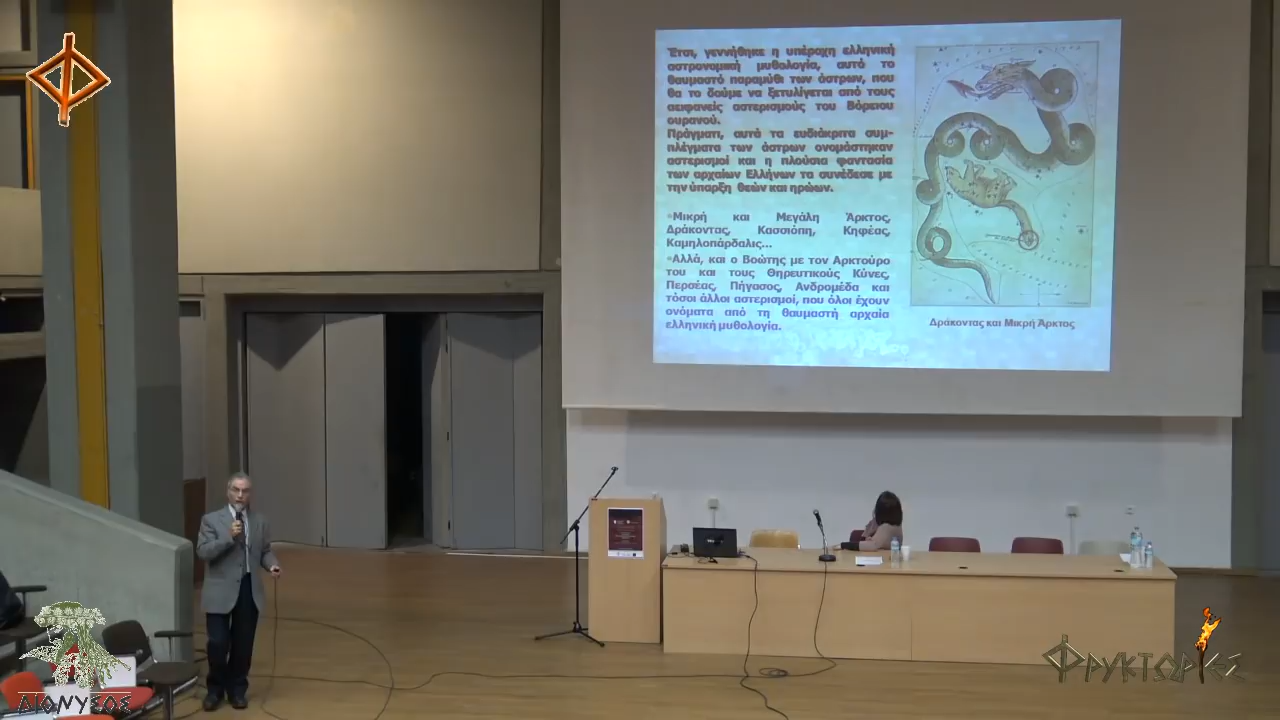 Έτσι, γεννήθηκε η υπέροχη ελληνική
αστρονομική μυθολογία, αυτό το
θαυμαστό παραμύθι των άστρων, που
θα το δούμε να ξετυλίγεται από τους
αειφανείς αστερισμούς του Βόρειου
ουρανού.
Πράγματι, αυτά τα ευδιάκριτα συμ-
πλέγματα των άστρων ονομάστηκαν
αστερισμοί και η πλούσια φαντασία
των αρχαίων Ελλήνων τα συνέδεσε με
την ύπαρξη θεών και ηρώων.
Μικρή και Μεγάλη Άρκτος,
Δράκοντας, Κασσιόπη, Κηφέας,
Καμηλοπάρδαλις...
Αλλά, και ο Βοώτης με τον Αρκτούρο
του και τους Θηρευτικούς Κύνες,
Περσέας, Πήγασος, Ανδρομέδα και
τόσοι άλλοι αστερισμοί, που όλοι έχουν
ονόματα από τη θαυμαστή αρχαία
ελληνική μυθολογία.
Δράκοντας και Μικρή Άρκτος
ΔΙΟΝΥΣΟΣ
ΦΡΥΚΤΩΡΙΕΣ